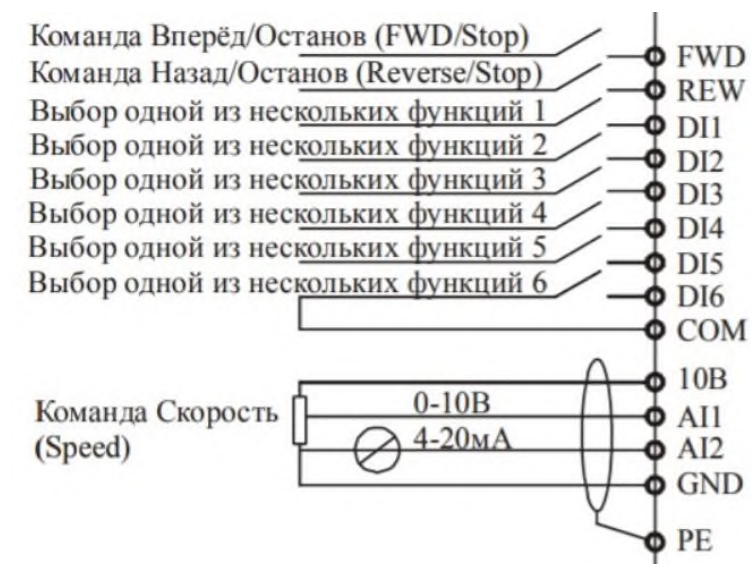 Команда Вперёд/Останов (FWD/Stop) FWD
Команда Назад/Останов (Reverse/Stop) REW
Выбор одной из нескольких функций 1 DI1
Выбор одной из нескольких функций 2 DI2
Выбор одной из нескольких функций 3 DI3
Выбор одной из нескольких функций 4 DI4
Выбор одной из нескольких функций 5 DI5
Выбор одной из нескольких функций 6 DI6
COM
10В
Команда Скорость 0-10В AI1
(Speed) 4-20мА AI2
GND
PE